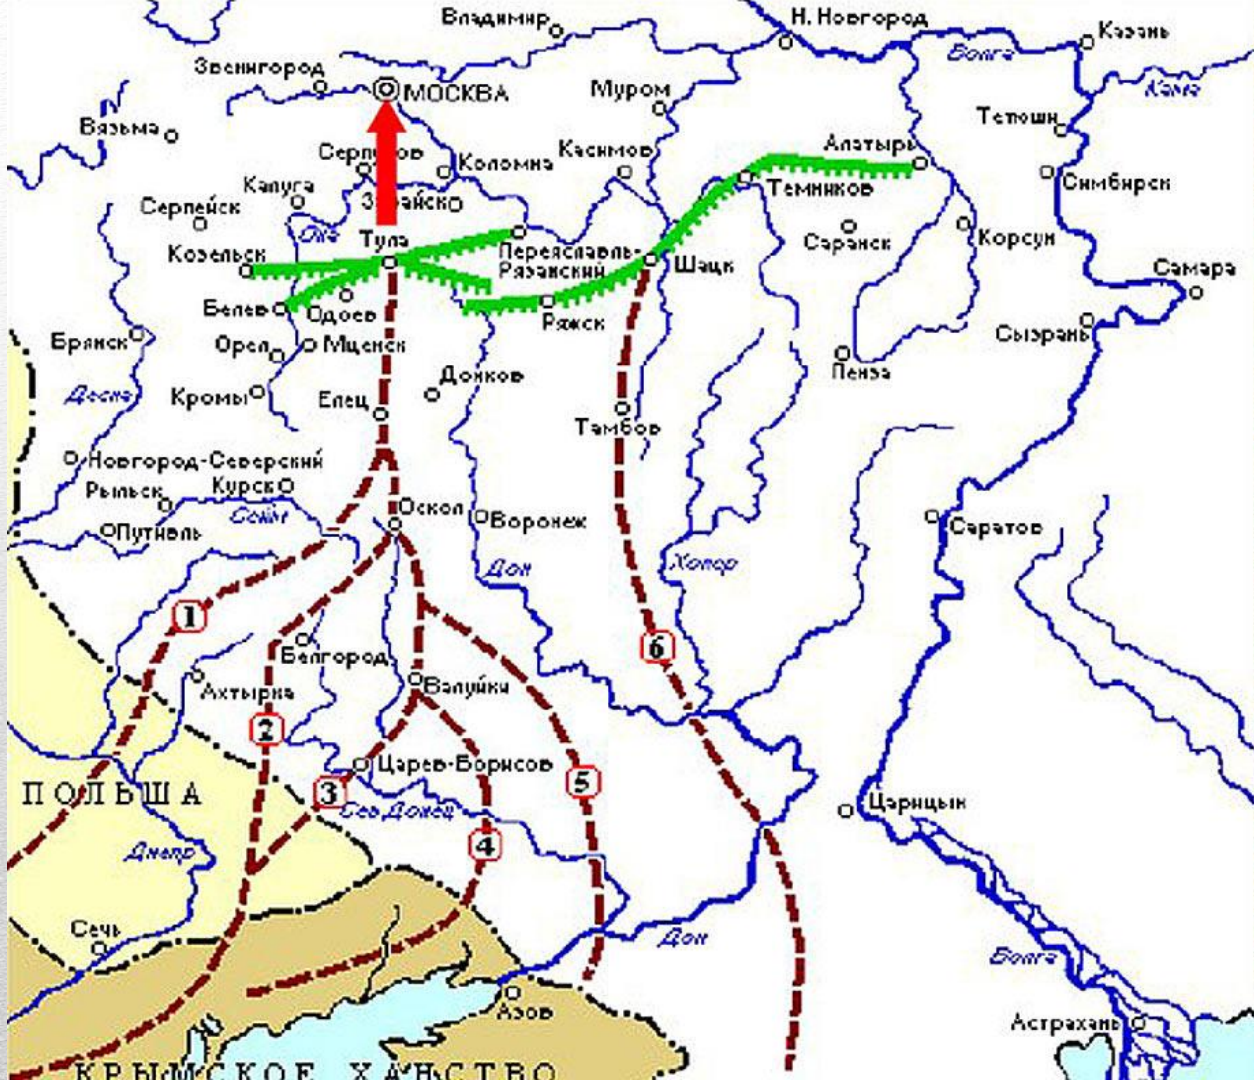 Владимир
Н. Новгород
Казань
Волга
Кама
Звенигород
МОСКВА
Муром
Тетюши
Вязьма
Серпухов
Коломна
Касимов
Алатырь
Калуга
Зарайск
Темников
Симбирск
Серпейск
Ока
Козельск
Тула
Переяславль-
Рязанский
Шацк
Саранск
Корсун
Самара
Белев
Одоев
Ряжск
Сызрань
Брянск
Орел
Мценск
Пенза
Десна
Кромы
Елец
Донков
Тамбов
Новгород-Северский
Рыльск
Курск
Сейм
Оскол
Путивль
Воронеж
Саратов
Дон
Хопер
1
6
Белгород
Ахтырка
Валуйки
2
3
5
Царев-Борисов
ПОЛЬША
Сев Донец
Царицын
4
Днепр
Сечь
Дон
Волга
Азов
Астрахань
КРЫМСКОЕ ХАНСТВО